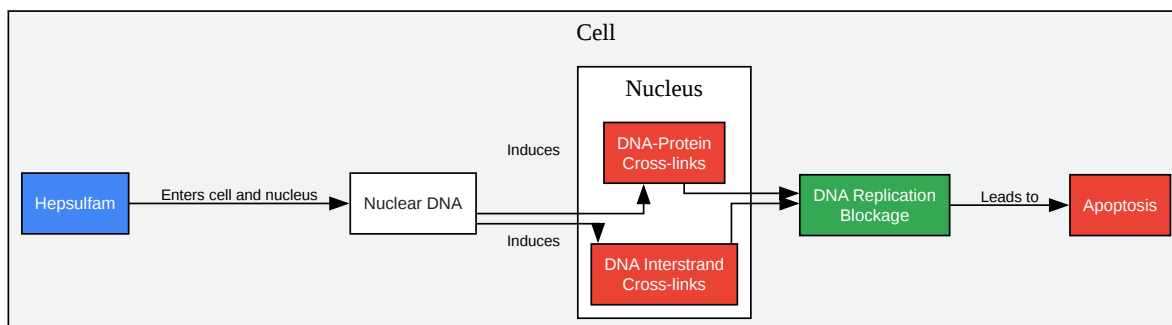 Cell
Nucleus
Hepsulfam
Enters cell and nucleus
Nuclear DNA
Induces
Induces
DNA-Protein
Cross-links
DNA Interstrand
Cross-links
DNA Replication
Blockage
Leads to
Apoptosis